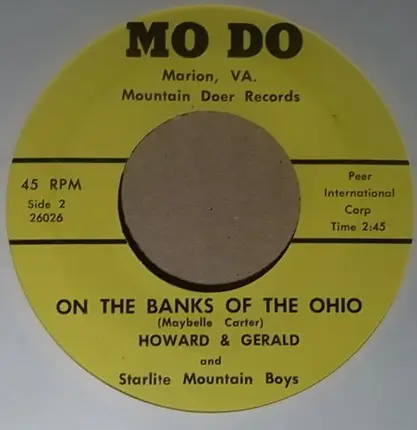 MO DO
Marion, VA.
Mountain Doer Records
45 RPM
Side 2
26026
Peer
International
Corp
Time 2:45
ON THE BANKS OF THE OHIO
(Maybelle Carter)
HOWARD & GERALD
and
Starlite Mountain Boys